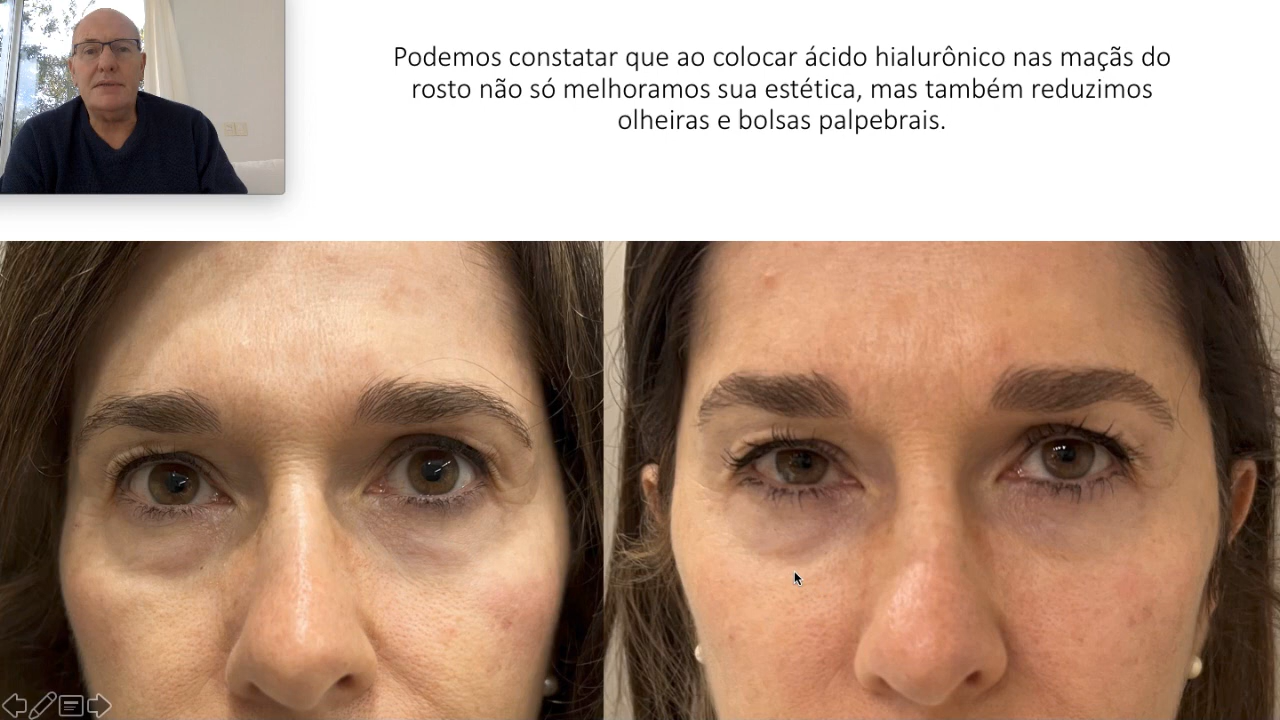 Podemos constatar que ao colocar ácido hialurônico nas maçãs do
rosto não só melhoramos sua estética, mas também reduzimos
olheiras e bolsas palpebrais.